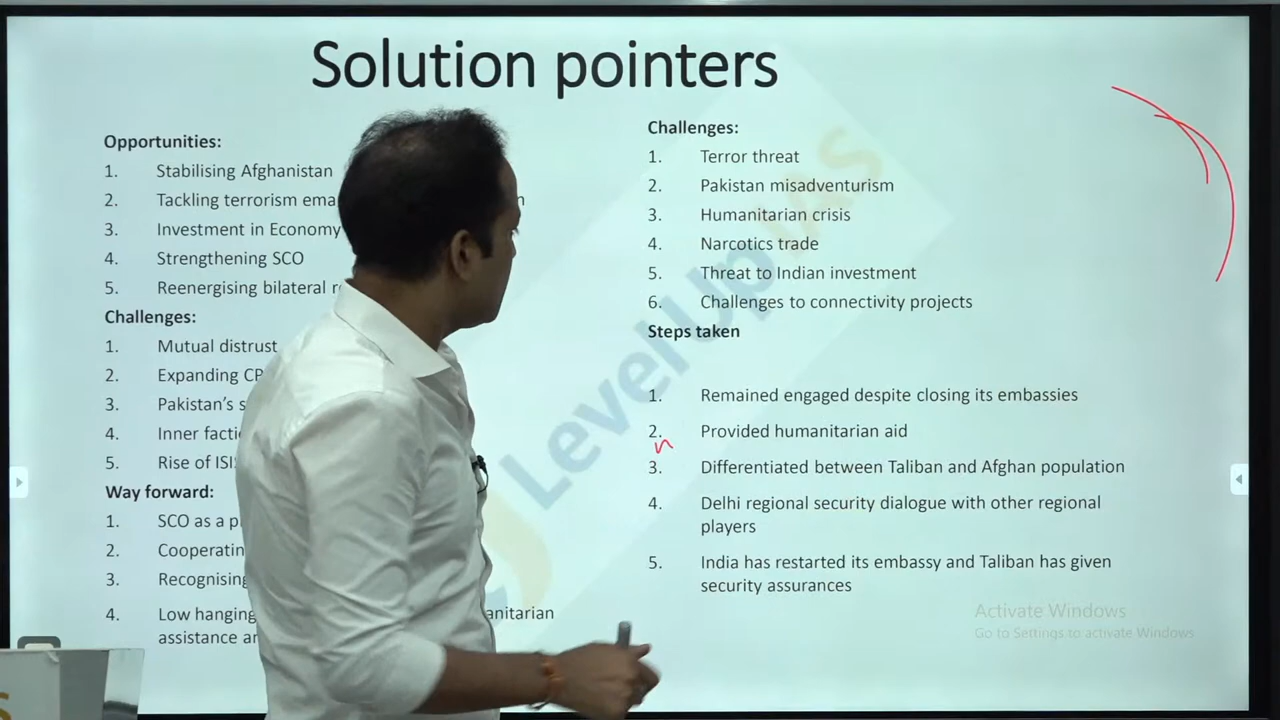 Solution pointers
Opportunities:
1. Stabilising Afghanistan
2. Tackling terrorism
3. Investment in Economy
4. Strengthening SCO
5. Reenergising bilateral
Challenges:
1. Mutual distrust
2. Expanding
3. Pakistan's
4. Inner
5. Rise of
Way forward:
1. SCO as a
2.
3.
4. Low hanging
assistance
Challenges:
1. Terror threat
2. Pakistan misadventurism
3. Humanitarian crisis
4. Narcotics trade
5. Threat to Indian investment
6. Challenges to connectivity projects
Steps taken
1. Remained engaged despite closing its embassies
2. Provided humanitarian aid
3. Differentiated between Taliban and Afghan population
4. Delhi regional security dialogue with other regional
players
5. India has restarted its embassy and Taliban has given
security assurances
LevelUp IAS
Activate Windows
Go to Settings to activate Windows